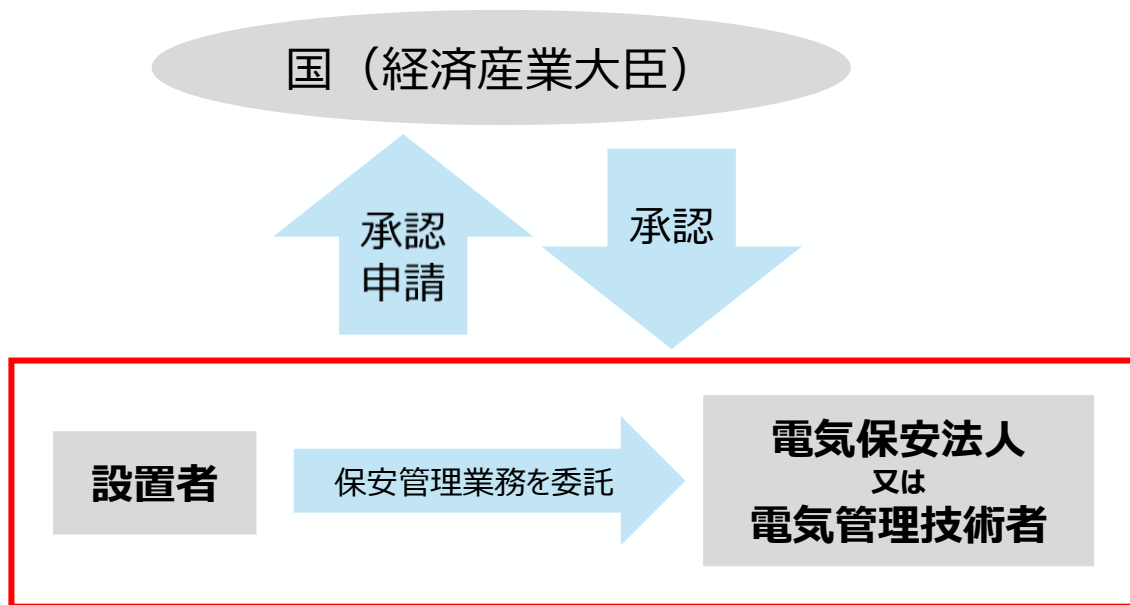 国（経済産業大臣）
承認
申請
承認
設置者
保安管理業務を委託
電気保安法人
又は
電気管理技術者